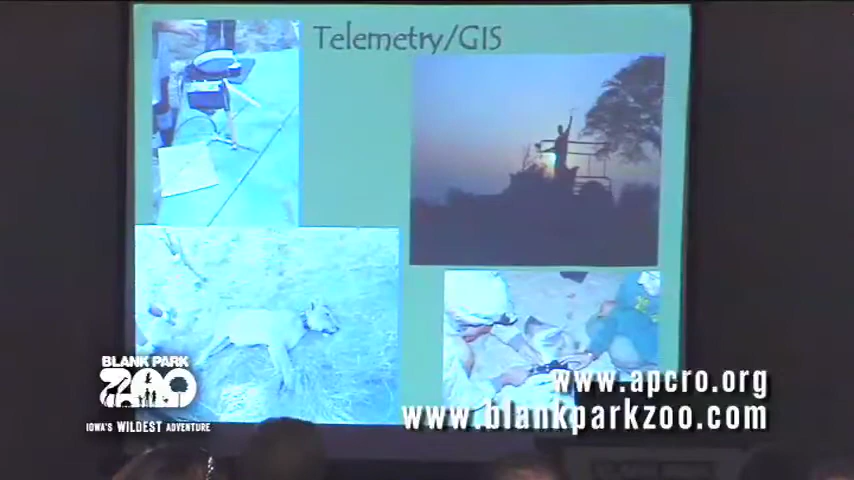 Telemetry/GIS
BLANK PARK
ZOO
IOWA'S WILDEST ADVENTURE
www.apcro.org
www.blankparkzoo.com